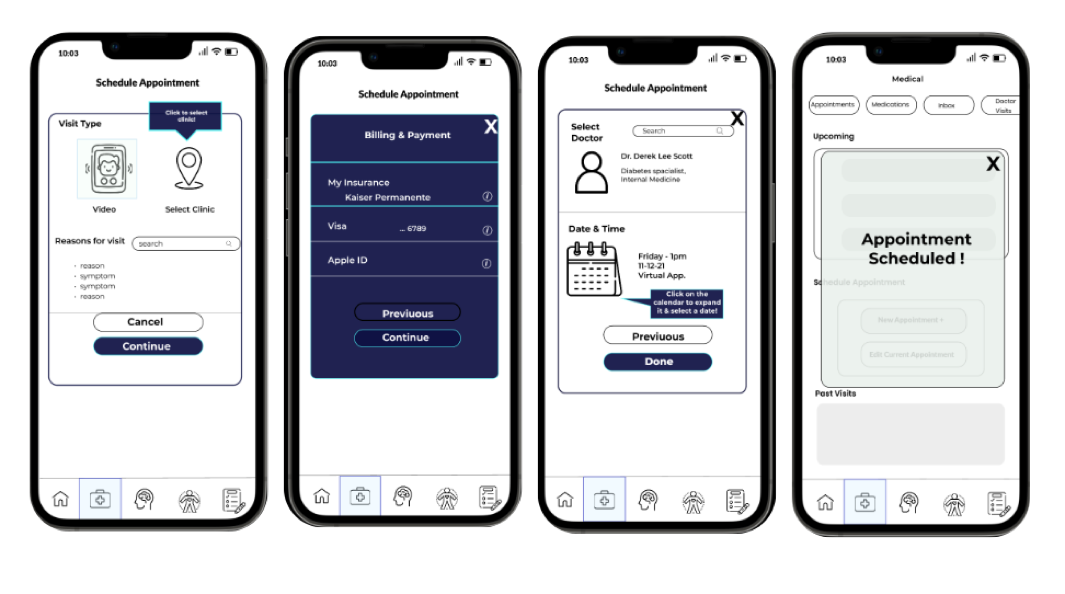 10:03
Schedule Appointment
Click to select
clinic!
Visit Type
Video
Select Clinic
Reasons for visit
search
· reason
· symptom
· symptom
· reason
Cancel
Continue
10:03
Schedule Appointment
Billing & Payment
X
My Insurance
Kaiser Permanente
i
Visa
... 6789
i
Apple ID
i
Previuous
Continue
10:03
Schedule Appointment
X
Select
Doctor
Search
Dr. Derek Lee Scott
Diabetes spacialist,
Internal Medicine
Date & Time
Friday - 1pm
11-12-21
Virtual App.
Click on the
calendar to expand
it & select a date!
Previuous
Done
10:03
Medical
Appointments
Medications
Inbox
Doctor
Visits
Upcoming
X
Appointment
Scheduled !
Schedule Appointment
New Appointment +
Edit Current Appointment
Past Visits